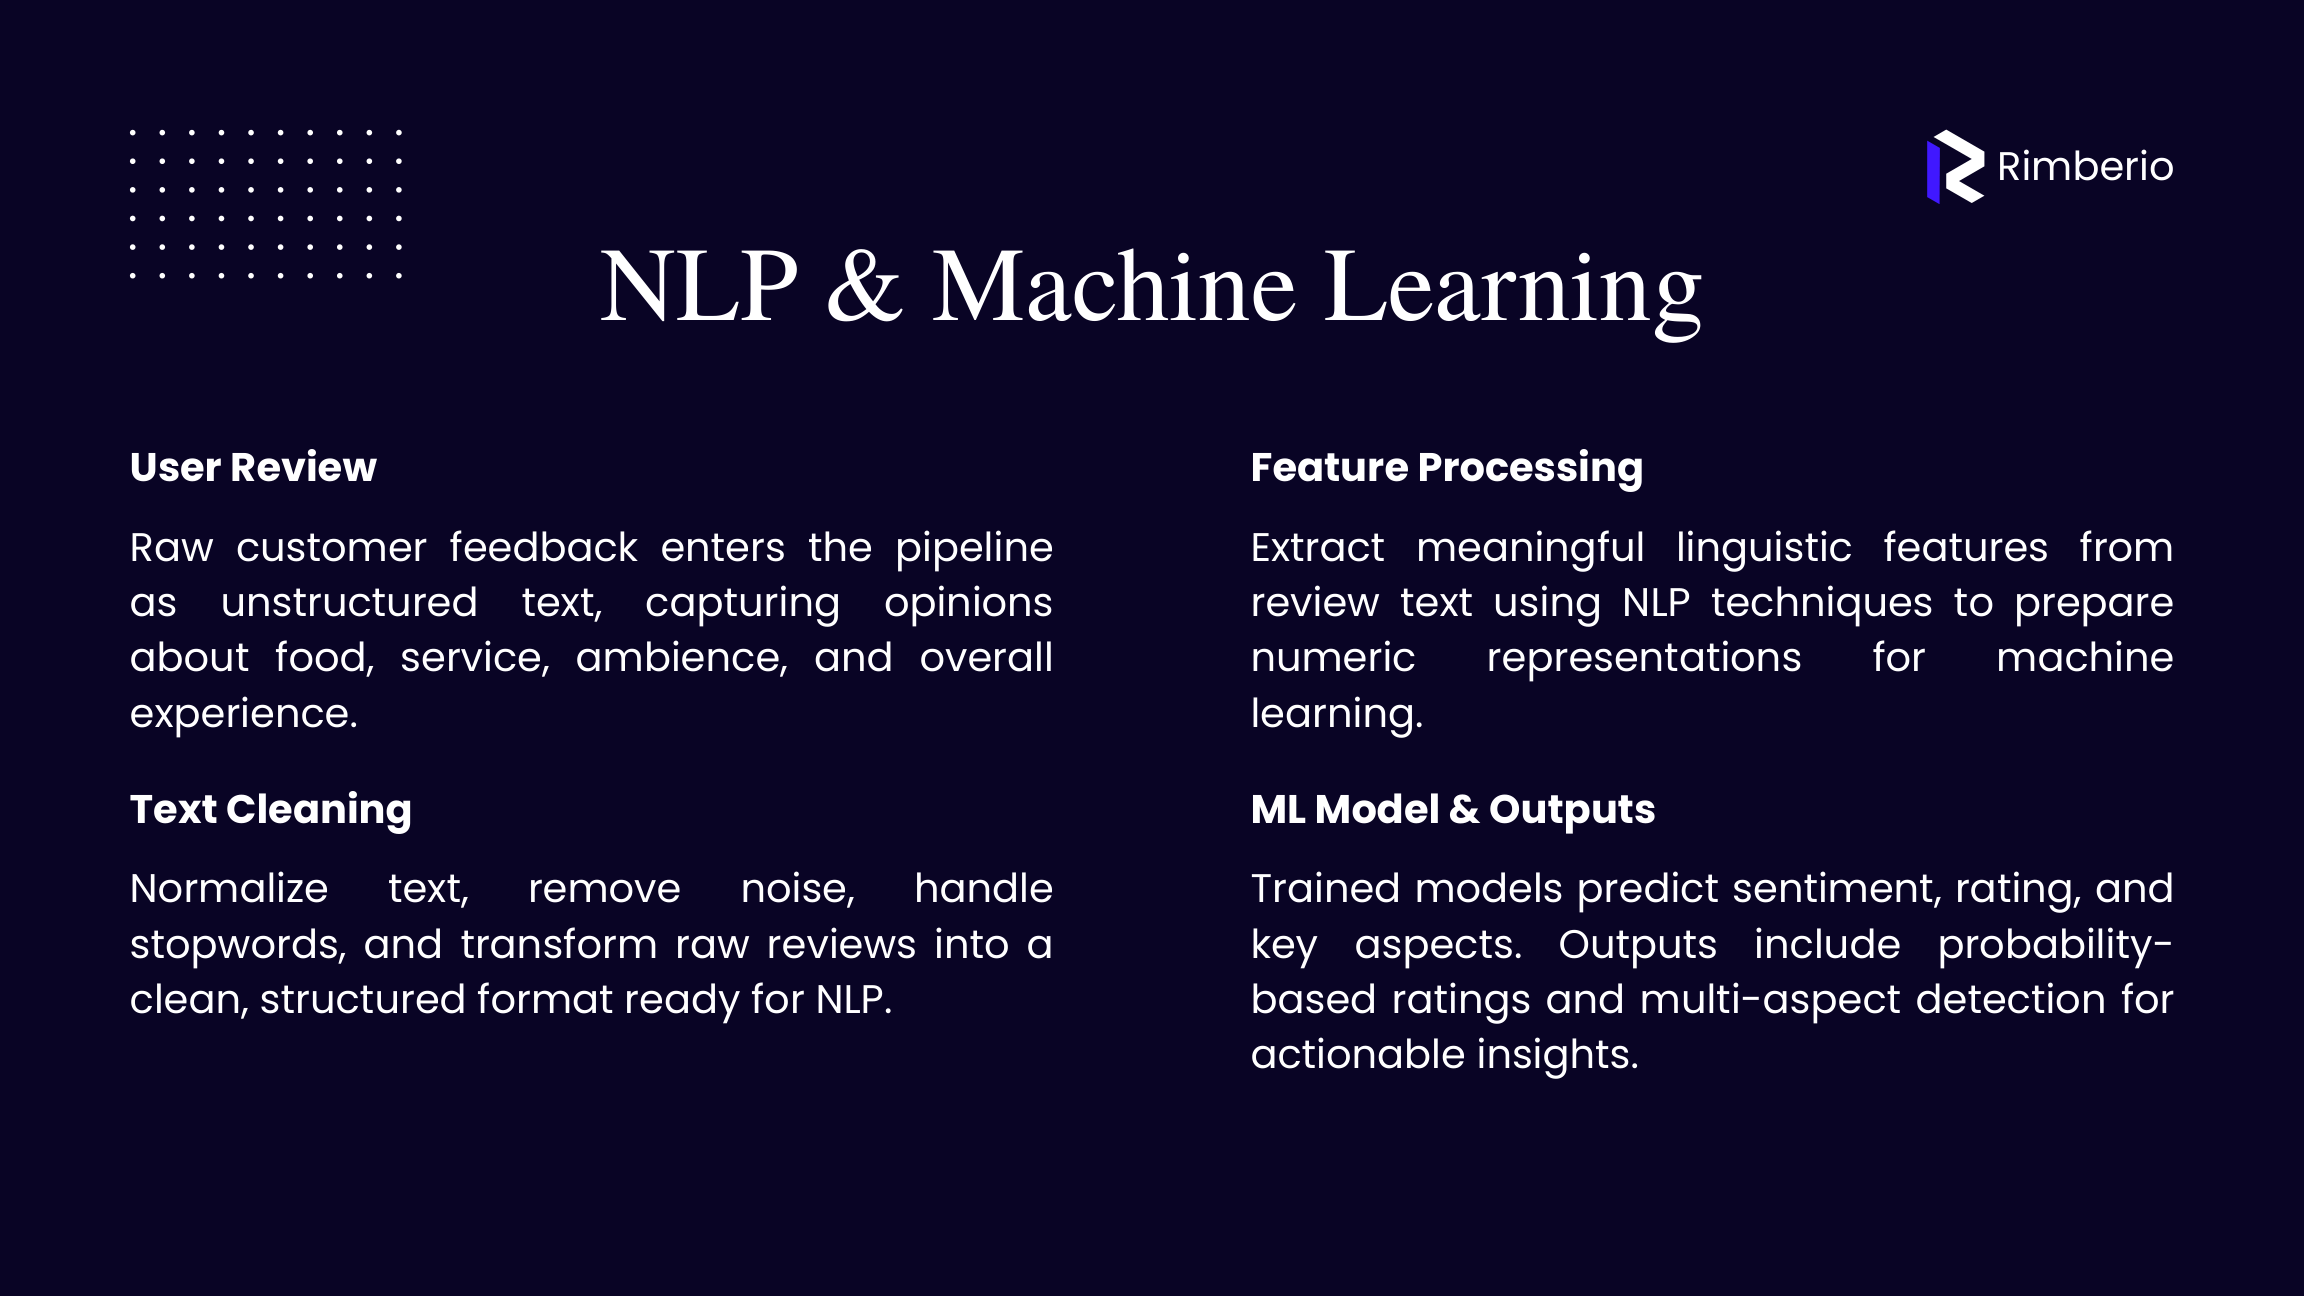 Rimberio
NLP & Machine Learning
User Review
Raw customer feedback enters the pipeline
as unstructured text, capturing opinions
about food, service, ambience, and overall
experience.
Text Cleaning
Normalize text, remove noise, handle
stopwords, and transform raw reviews into a
clean, structured format ready for NLP.
Feature Processing
Extract meaningful linguistic features from
review text using NLP techniques to prepare
numeric representations for machine
learning.
ML Model & Outputs
Trained models predict sentiment, rating, and
key aspects. Outputs include probability-
based ratings and multi-aspect detection for
actionable insights.